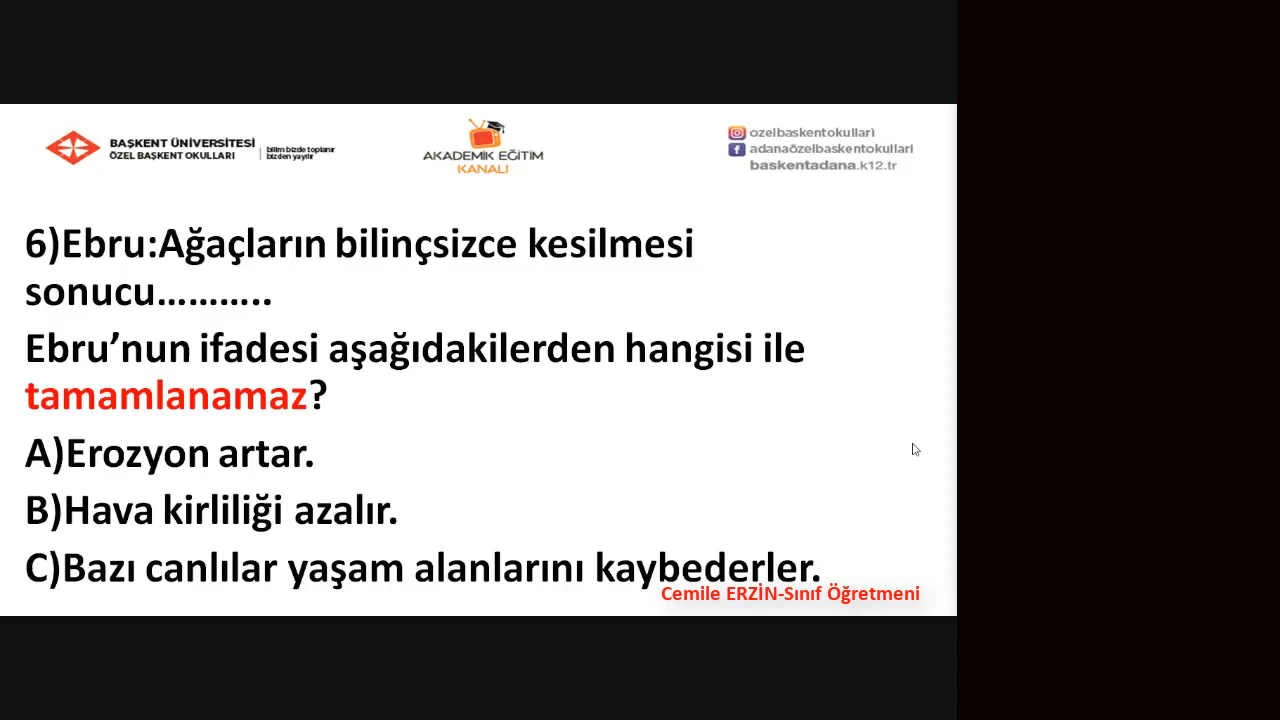 BAŞKENT ÜNİVERSİTESİ
ÖZEL BAŞKENT OKULLARI
bilim bizde toplanır
bizden yayılır
AKADEMİK EĞİTİM
KANALI
ozelbaskentokullari
adanaözelbaskentokullari
baskentadana.k12.tr
6)Ebru:Ağaçların bilinçsizce kesilmesi
sonucu………..
Ebru’nun ifadesi aşağıdakilerden hangisi ile
tamamlanamaz?
A)Erozyon artar.
B)Hava kirliliği azalır.
C)Bazı canlılar yaşam alanlarını kaybederler.
Cemile ERZİN-Sınıf Öğretmeni